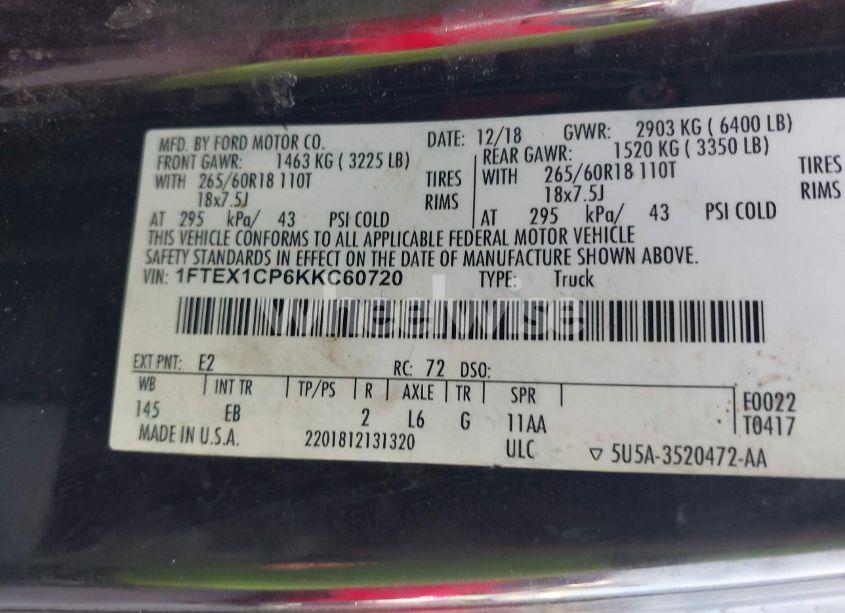 MFD. BY FORD MOTOR CO. DATE: 12/18 GVWR: 2903 KG ( 6400 LB)
FRONT GAWR: 1463 KG ( 3225 LB) REAR GAWR: 1520 KG ( 3350 LB)
WITH 265/60R18 110T TIRES WITH 265/60R18 110T TIRES
18x7.5J RIMS 18x7.5J RIMS
AT 295 kPa/ 43 PSI COLD AT 295 kPa/ 43 PSI COLD
THIS VEHICLE CONFORMS TO ALL APPLICABLE FEDERAL MOTOR VEHICLE
SAFETY STANDARDS IN EFFECT ON THE DATE OF MANUFACTURE SHOWN ABOVE.
VIN: 1FTEX1CP6KKC60720 TYPE: Truck
wheelwise
EXT PNT: E2 RC: 72 DSO:
WB INT TR TP/PS R AXLE TR SPR
145 EB 2 L6 G 11AA E0022
T0417
MADE IN U.S.A. 2201812131320 ULC ▽ 5U5A-3520472-AA